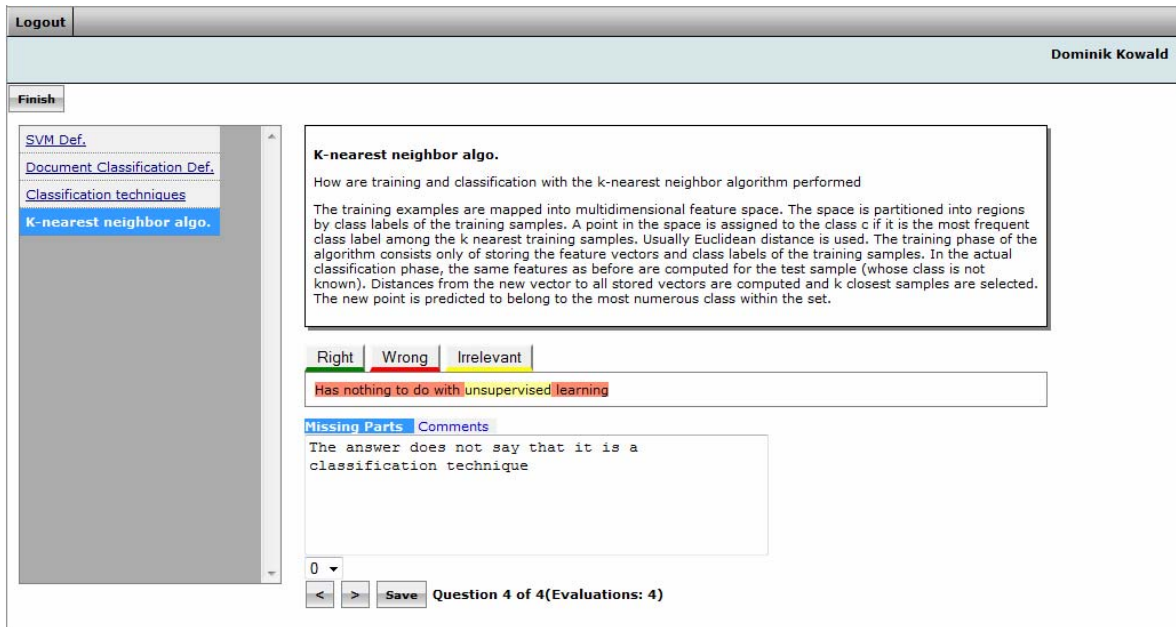 Logout
Dominik Kowald
Finish
SVM Def.
Document Classification Def.
Classification techniques
K-nearest neighbor algo.
K-nearest neighbor algo.
How are training and classification with the k-nearest neighbor algorithm performed
The training examples are mapped into multidimensional feature space. The space is partitioned into regions
by class labels of the training samples. A point in the space is assigned to the class c if it is the most frequent
class label among the k nearest training samples. Usually Euclidean distance is used. The training phase of the
algorithm consists only of storing the feature vectors and class labels of the training samples. In the actual
classification phase, the same features as before are computed for the test sample (whose class is not
known). Distances from the new vector to all stored vectors are computed and k closest samples are selected.
The new point is predicted to belong to the most numerous class within the set.
Right Wrong Irrelevant
Has nothing to do with unsupervised learning
Missing Parts Comments
The answer does not say that it is a
classification technique
0
< > Save Question 4 of 4(Evaluations: 4)